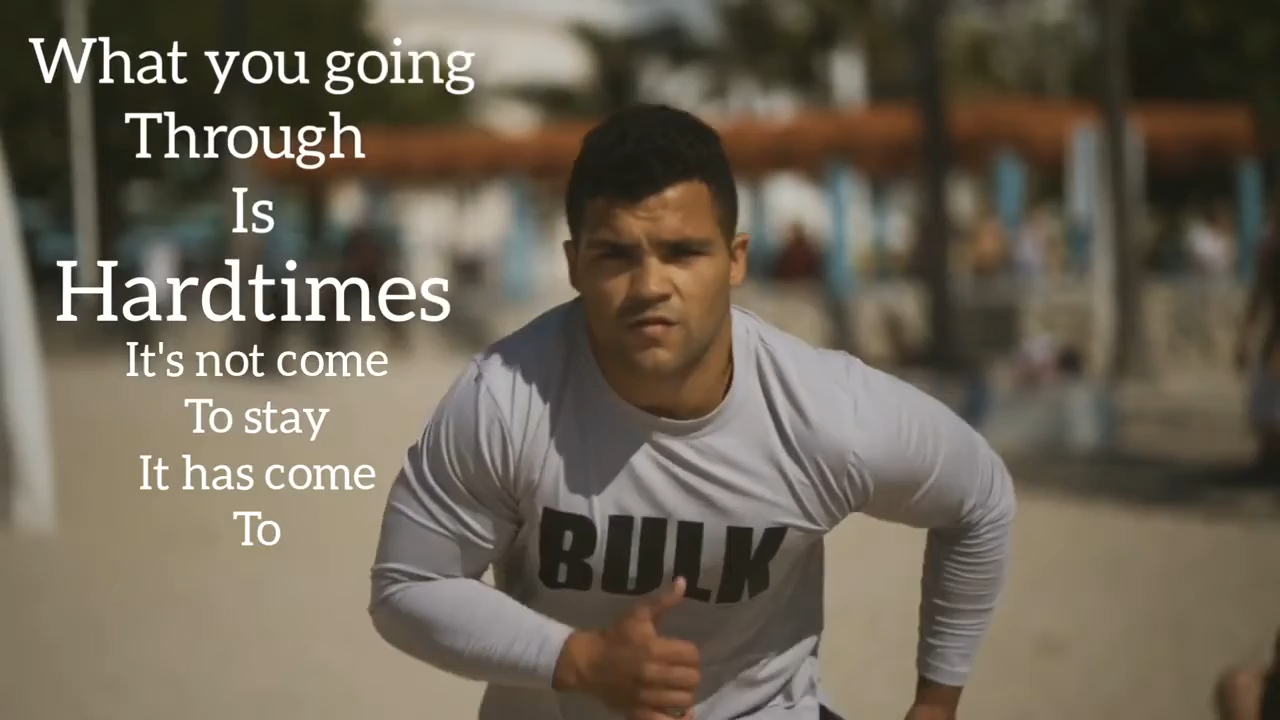 What you going
Through
Is
Hardtimes
It's not come
To stay
It has come
To
BULK